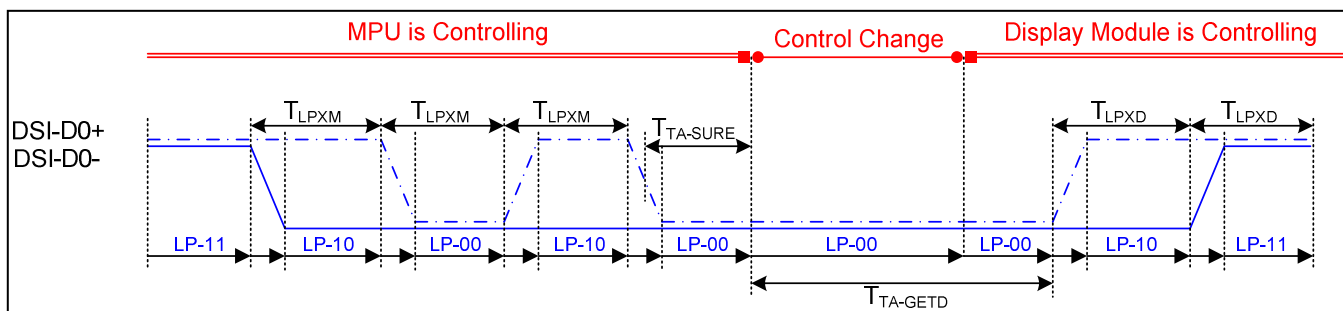 MPU is Controlling Control Change Display Module is Controlling
TLPXM TLPXM TLPXM TLPXD TLPXD
DSI-D0+ TTA-SURE
DSI-D0-
LP-11 LP-10 LP-00 LP-10 LP-00 LP-00 LP-00 LP-10 LP-11
TTA-GETD